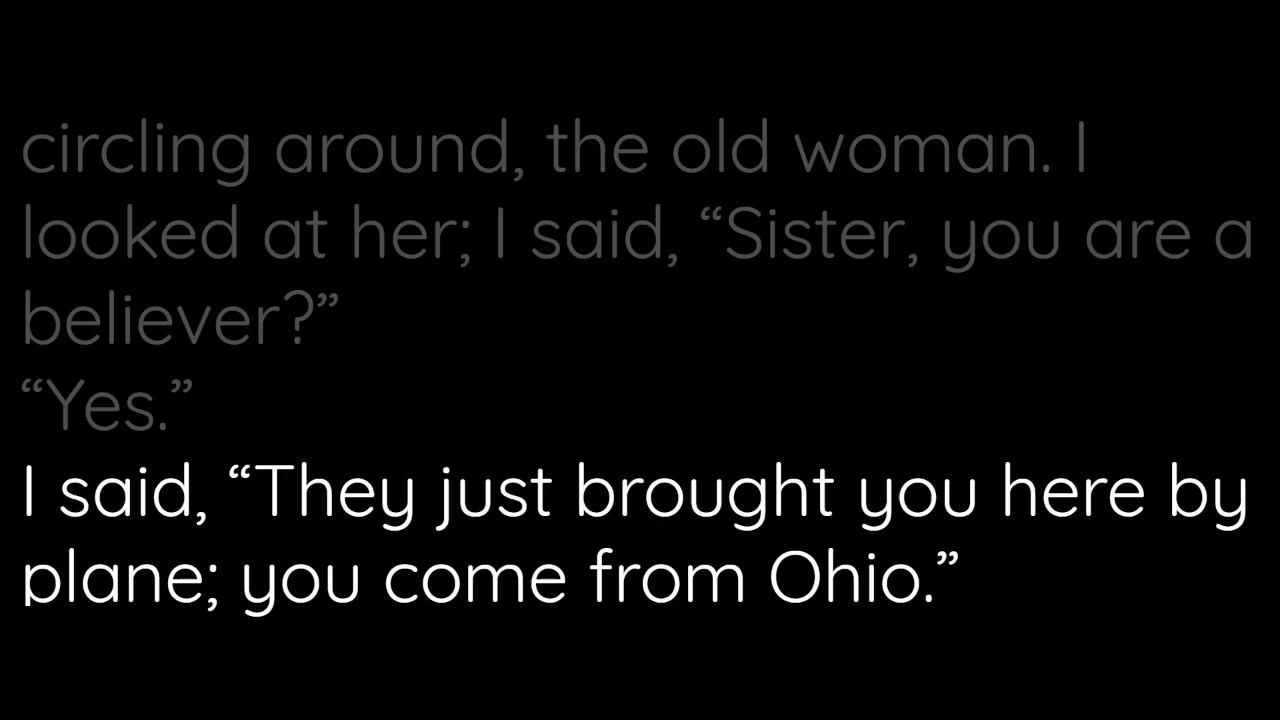 circling around, the old woman. I
looked at her; I said, “Sister, you are a
believer?”
“Yes.”
I said, “They just brought you here by
plane; you come from Ohio.”